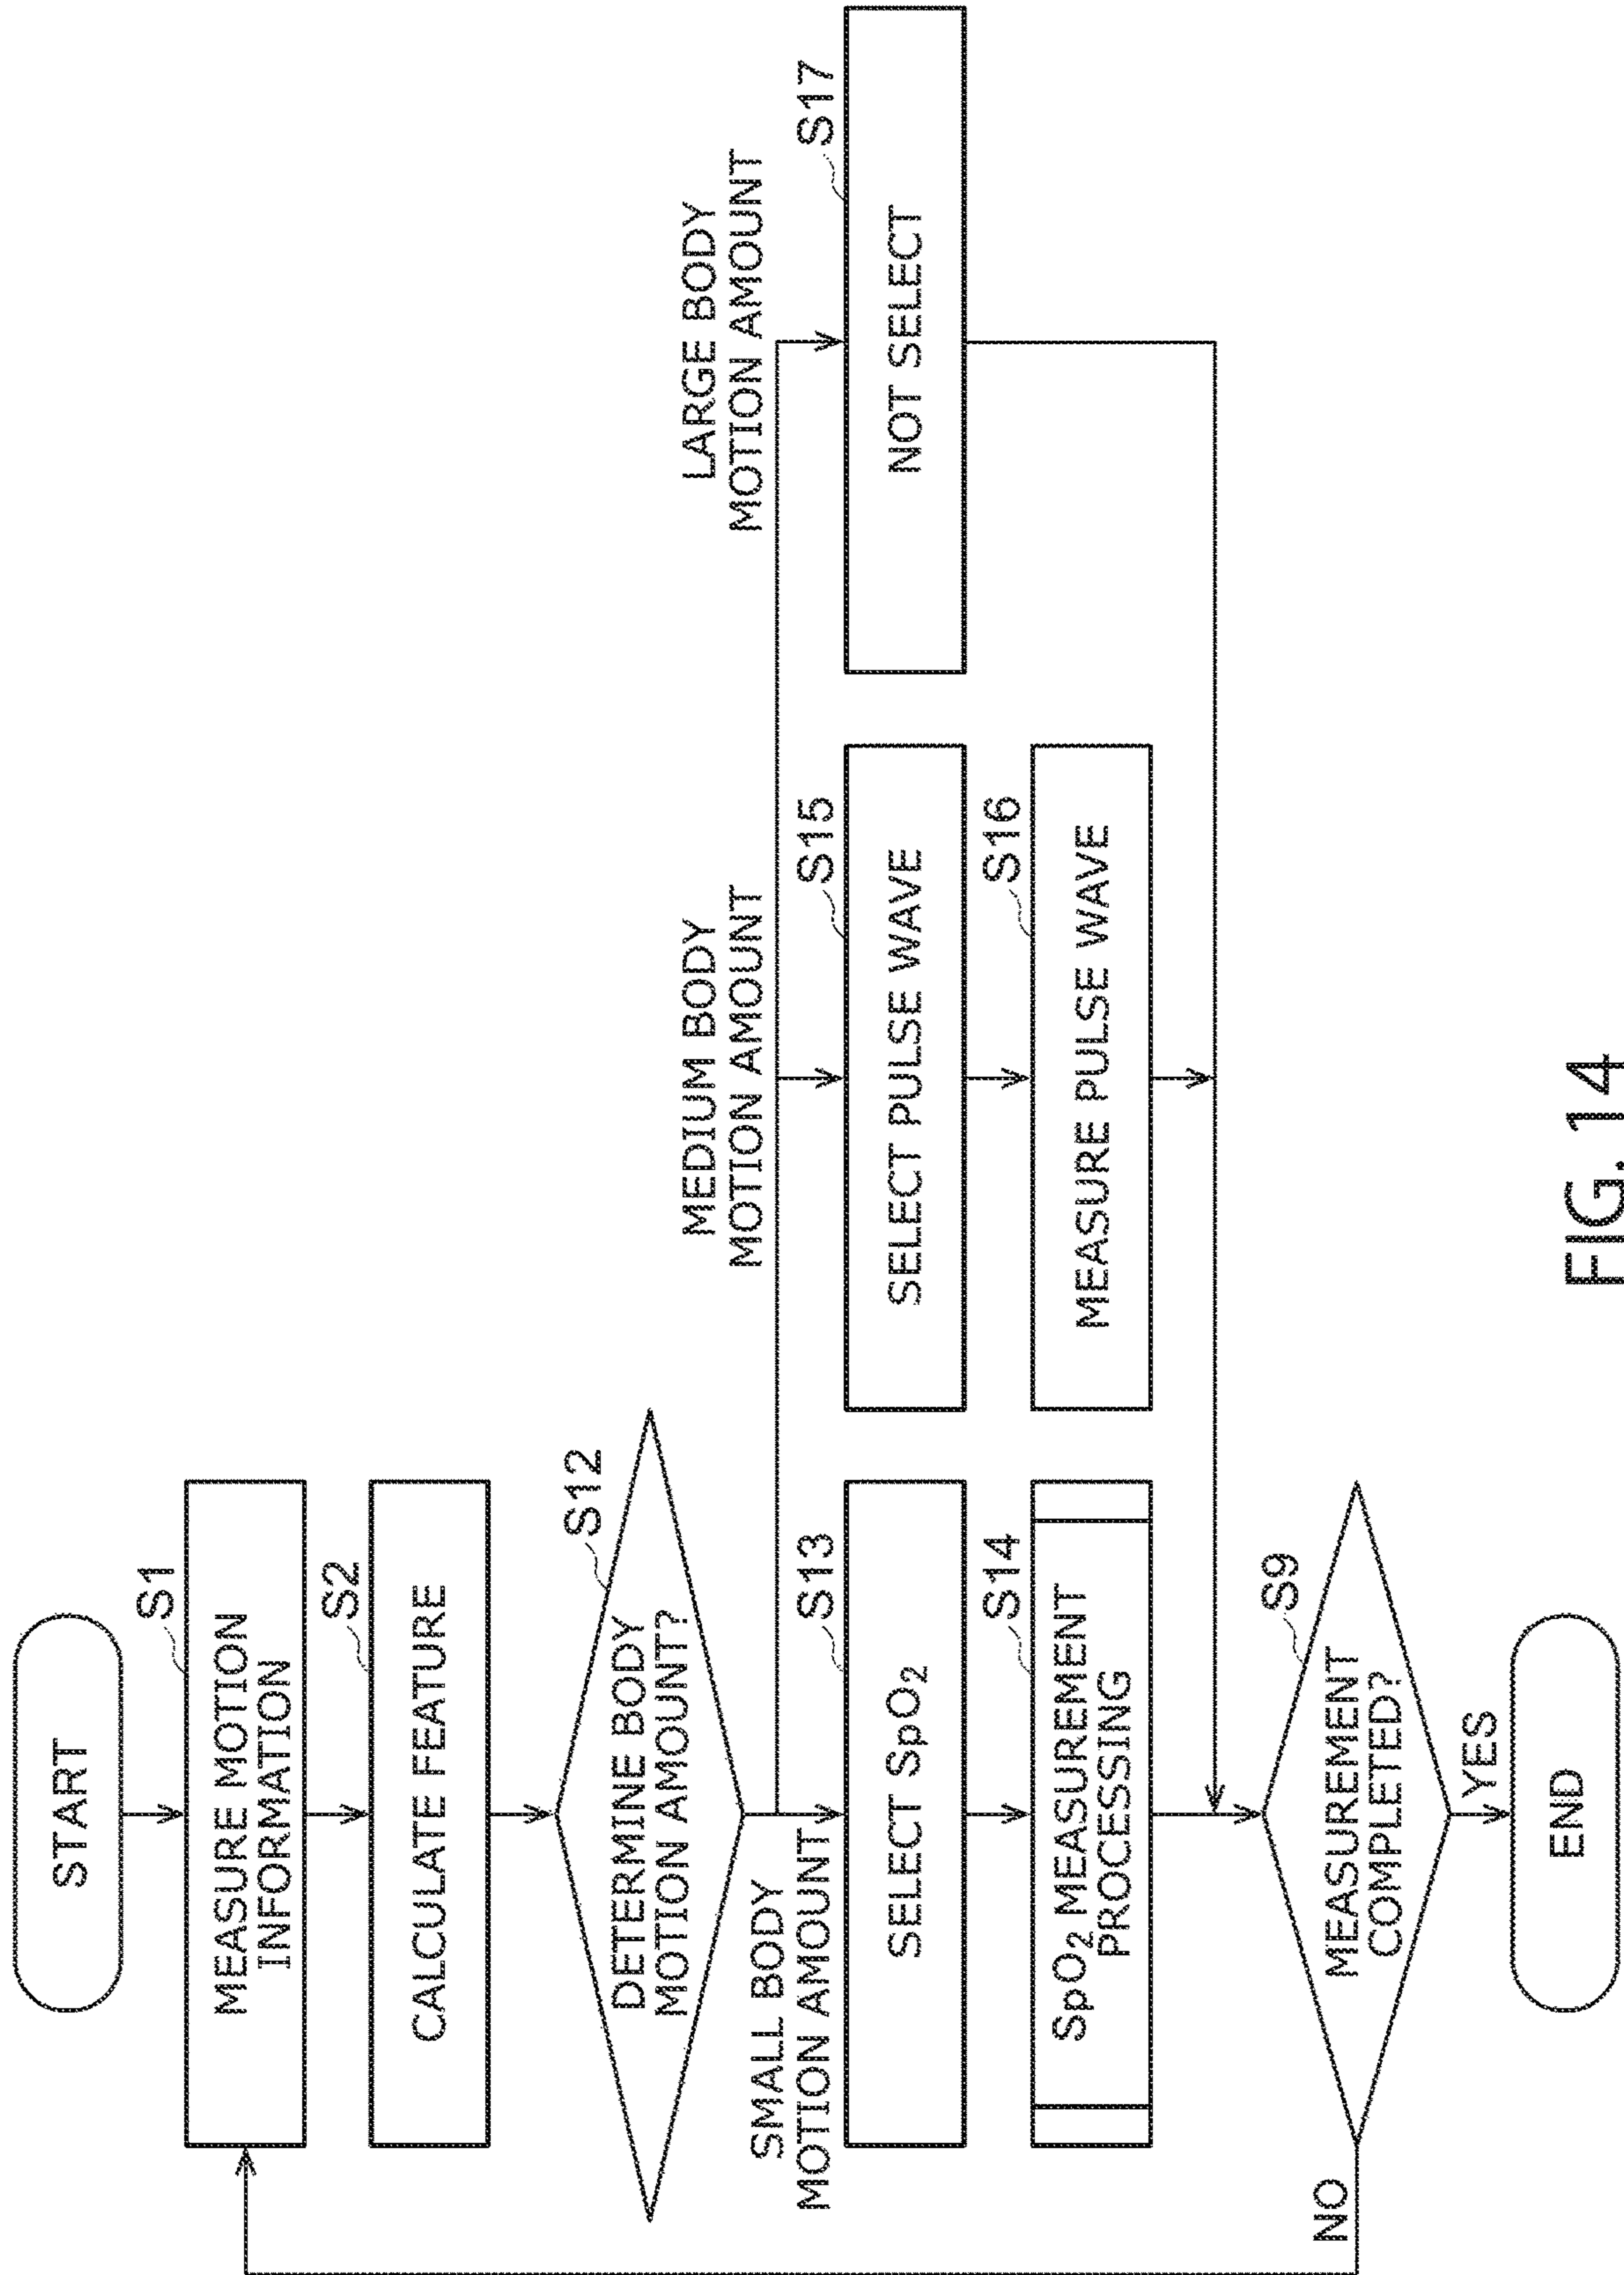 START
S1
MEASURE MOTION
INFORMATION
S2
CALCULATE FEATURE
S12
DETERMINE BODY
MOTION AMOUNT?
SMALL BODY
MOTION AMOUNT
MEDIUM BODY
MOTION AMOUNT
LARGE BODY
MOTION AMOUNT
S13
SELECT SpO₂
S15
SELECT PULSE WAVE
S17
NOT SELECT
S14
SpO₂ MEASUREMENT
PROCESSING
S16
MEASURE PULSE WAVE
S9
MEASUREMENT
COMPLETED?
NO
YES
END
FIG. 14